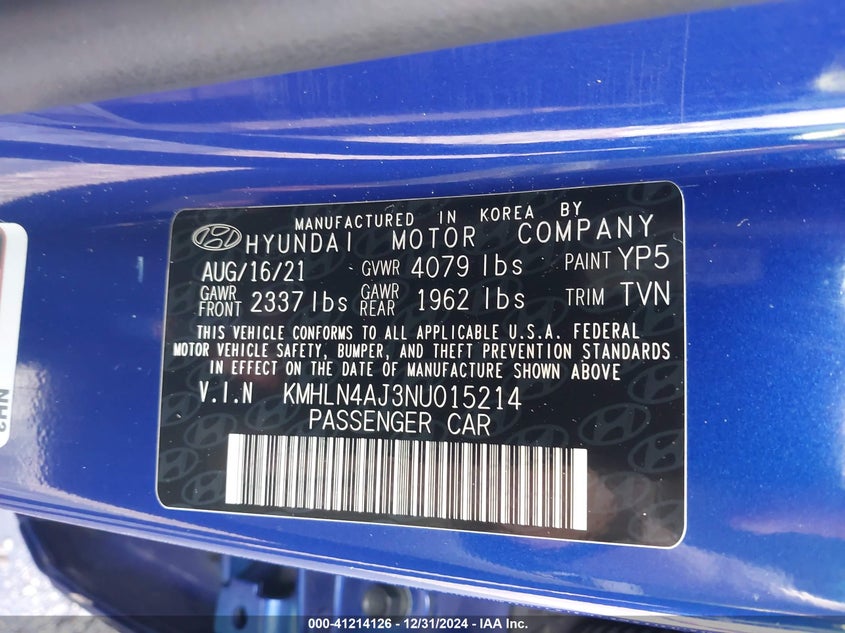 MANUFACTURED IN KOREA BY
HYUNDAI MOTOR COMPANY
AUG/16/21 GVWR 4079 lbs PAINT YP5
GAWR FRONT 2337 lbs GAWR REAR 1962 lbs TRIM TVN
THIS VEHICLE CONFORMS TO ALL APPLICABLE U.S.A. FEDERAL
MOTOR VEHICLE SAFETY, BUMPER, AND THEFT PREVENTION STANDARDS
IN EFFECT ON THE DATE OF MANUFACTURE SHOWN ABOVE
V.I.N KMHLN4AJ3NU015214
PASSENGER CAR
000-41214126 - 12/31/2024 - IAA Inc.